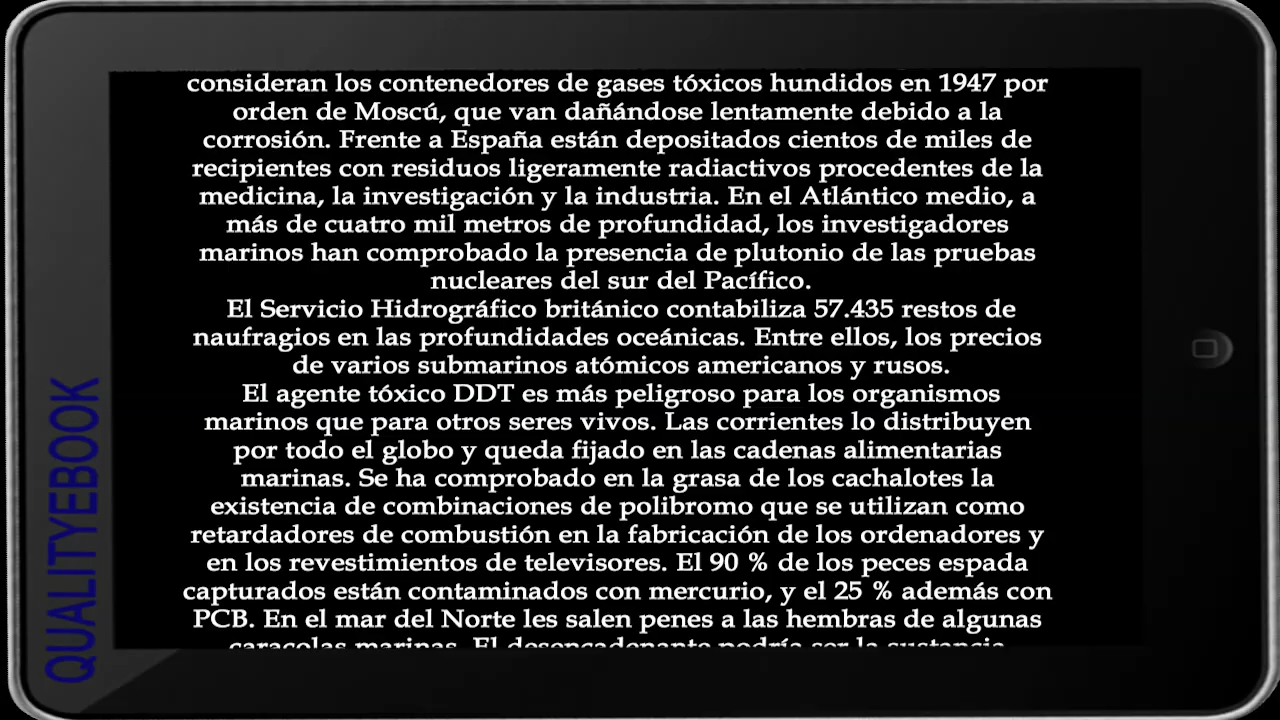 consideran los contenedores de gases tóxicos hundidos en 1947 por
orden de Moscú, que van dañándose lentamente debido a la
corrosión. Frente a España están depositados cientos de miles de
recipientes con residuos ligeramente radiactivos procedentes de la
medicina, la investigación y la industria. En el Atlántico medio, a
más de cuatro mil metros de profundidad, los investigadores
marinos han comprobado la presencia de plutonio de las pruebas
nucleares del sur del Pacífico.
El Servicio Hidrográfico británico contabiliza 57.435 restos de
naufragios en las profundidades oceánicas. Entre ellos, los precios
de varios submarinos atómicos americanos y rusos.
El agente tóxico DDT es más peligroso para los organismos
marinos que para otros seres vivos. Las corrientes lo distribuyen
por todo el globo y queda fijado en las cadenas alimentarias
marinas. Se ha comprobado en la grasa de los cachalotes la
existencia de combinaciones de polibromo que se utilizan como
retardadores de combustión en la fabricación de los ordenadores y
en los revestimientos de televisores. El 90 % de los peces espada
capturados están contaminados con mercurio, y el 25 % además con
PCB. En el mar del Norte les salen penes a las hembras de algunas
caracolas marinas. El desencadenante podría ser la sustancia
QUALITYEBOOK